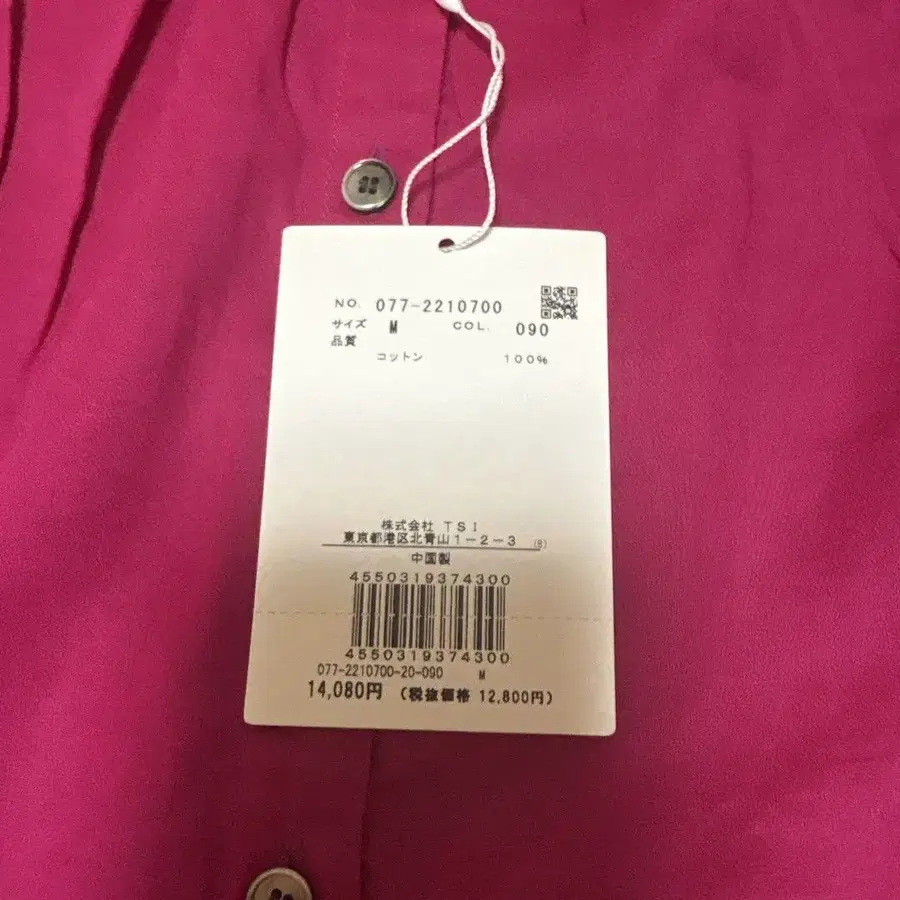 NO. 077-2210700
サイズ M COL. 090
品質
コットン 100%
株式会社 TSI
東京都港区北青山1-2-3 (B)
中国製
4550319374300
4550319374300
077-2210700-20-090 M
14,080円 (税抜価格 12,800円)